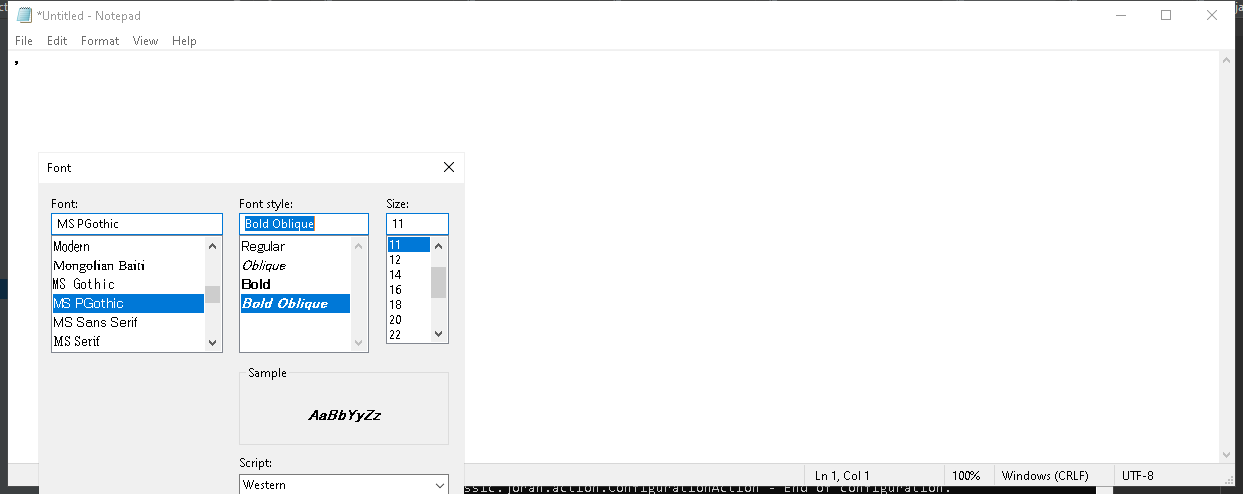 *Untitled - Notepad
File Edit Format View Help
,
Font
Font: Font style: Size:
MS PGothic Bold Oblique 11
Modern Regular 11
Mongolian Baiti Oblique 12
MS Gothic Bold 14
MS PGothic Bold Oblique 16
MS Sans Serif 18
MS Serif 20
22
Sample
AaBbYyZz
Script:
Western
Ln 1, Col 1 100% Windows (CRLF) UTF-8
ssic.joran.action.ConfigurationAction - End of configuration.